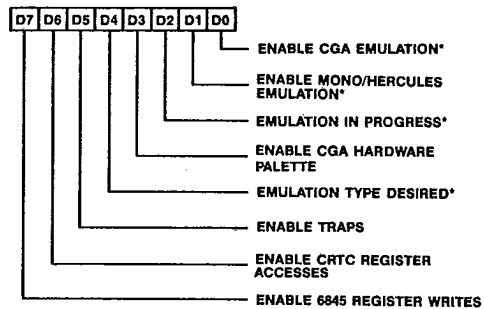 D7 D6 D5 D4 D3 D2 D1 D0
ENABLE CGA EMULATION*
ENABLE MONO/HERCULES
EMULATION*
EMULATION IN PROGRESS*
ENABLE CGA HARDWARE
PALETTE
EMULATION TYPE DESIRED*
ENABLE TRAPS
ENABLE CRTC REGISTER
ACCESSES
ENABLE 6845 REGISTER WRITES